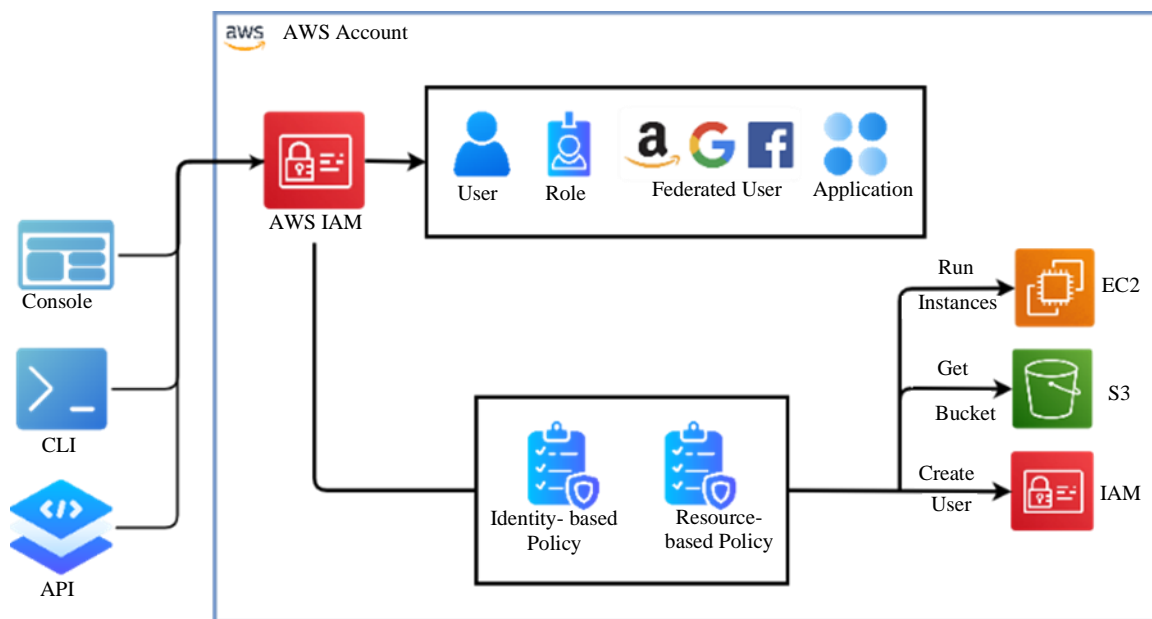 aws
AWS Account
User
Role
Federated User
Application
AWS IAM
Console
CLI
API
Identity- based
Policy
Resource-
based Policy
Run
Instances
EC2
Get
Bucket
S3
Create
User
IAM